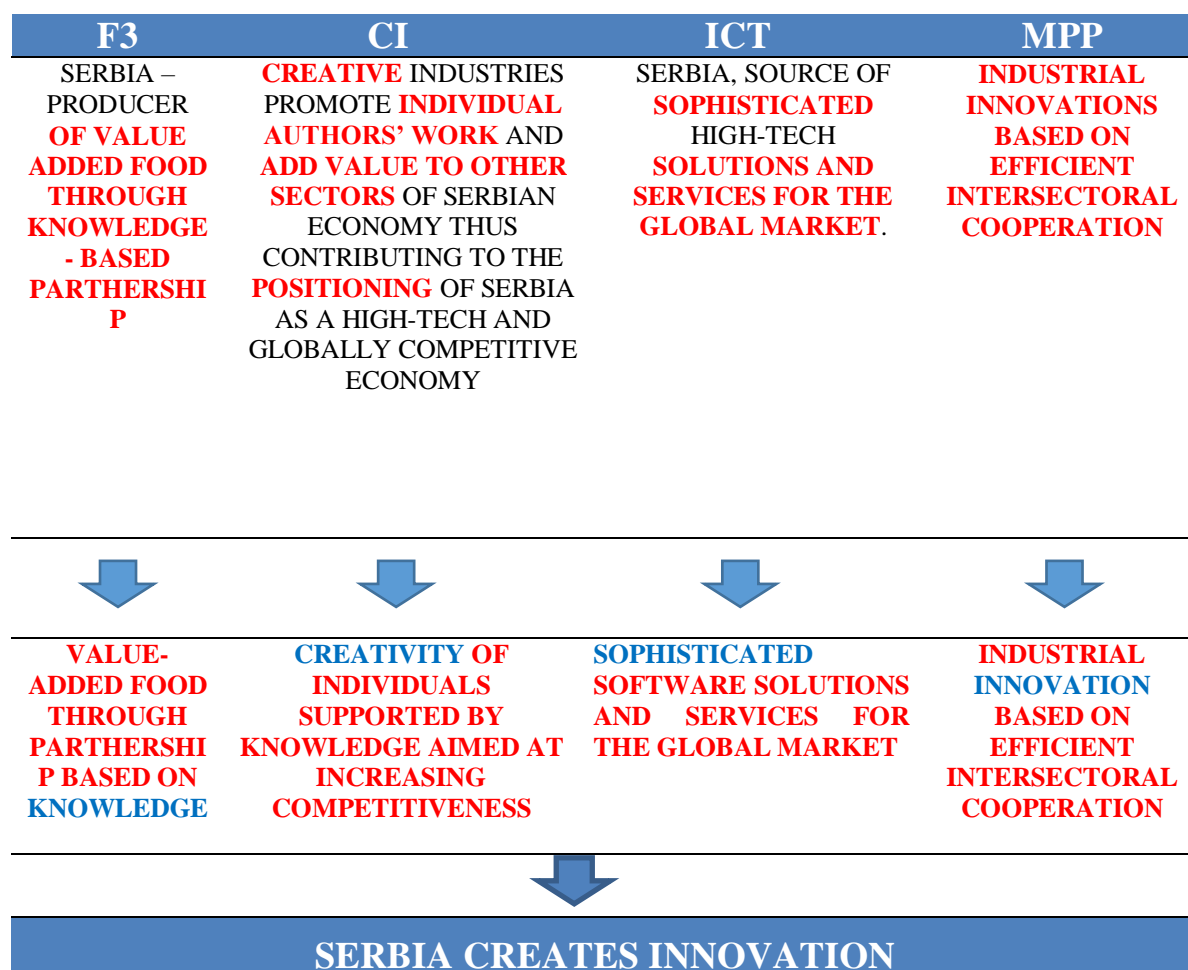 F3
CI
ICT
MPP
SERBIA –
PRODUCER
OF VALUE
ADDED FOOD
THROUGH
KNOWLEDGE
- BASED
PARTHERSHI
P
CREATIVE INDUSTRIES
PROMOTE INDIVIDUAL
AUTHORS’ WORK AND
ADD VALUE TO OTHER
SECTORS OF SERBIAN
ECONOMY THUS
CONTRIBUTING TO THE
POSITIONING OF SERBIA
AS A HIGH-TECH AND
GLOBALLY COMPETITIVE
ECONOMY
SERBIA, SOURCE OF
SOPHISTICATED
HIGH-TECH
SOLUTIONS AND
SERVICES FOR THE
GLOBAL MARKET.
INDUSTRIAL
INNOVATIONS
BASED ON
EFFICIENT
INTERSECTORAL
COOPERATION
VALUE-
ADDED FOOD
THROUGH
PARTHERSHI
P BASED ON
KNOWLEDGE
CREATIVITY OF
INDIVIDUALS
SUPPORTED BY
KNOWLEDGE AIMED AT
INCREASING
COMPETITIVENESS
SOPHISTICATED
SOFTWARE SOLUTIONS
AND SERVICES FOR
THE GLOBAL MARKET
INDUSTRIAL
INNOVATION
BASED ON
EFFICIENT
INTERSECTORAL
COOPERATION
SERBIA CREATES INNOVATION